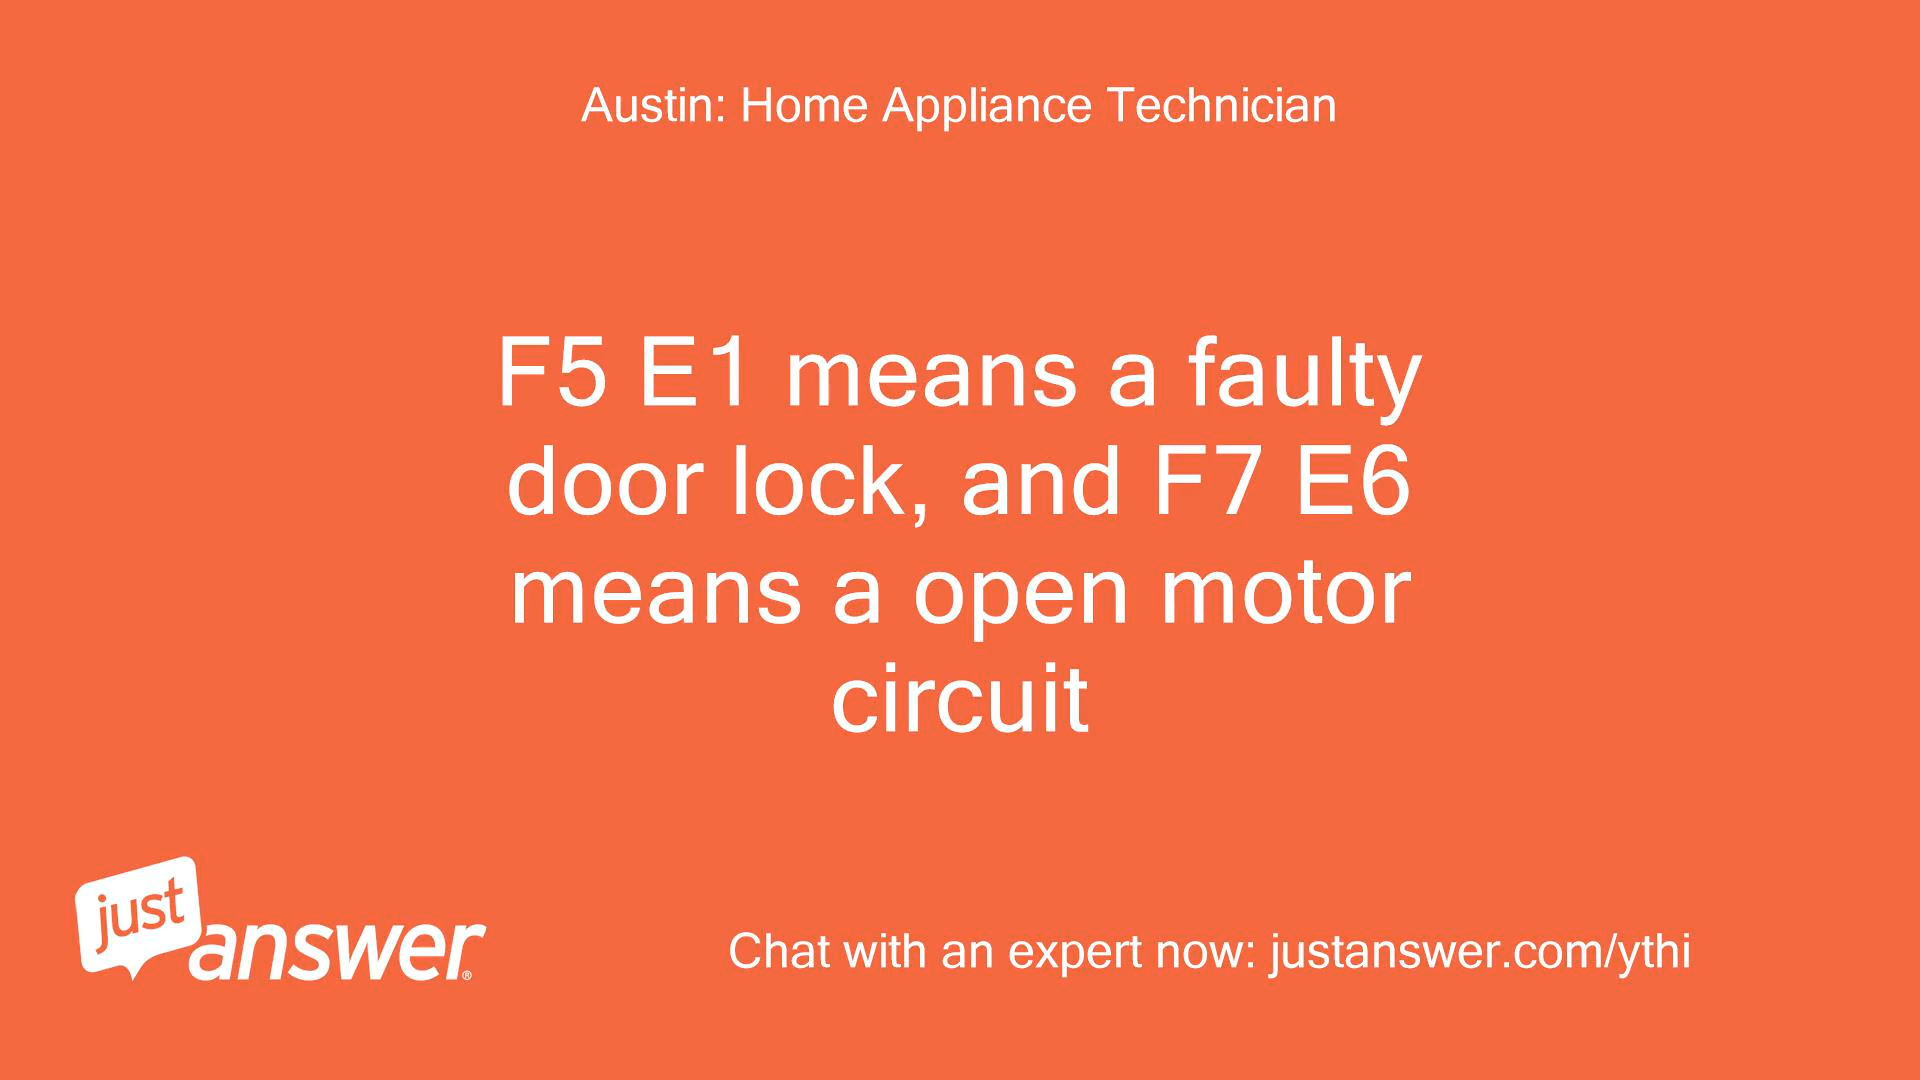 Austin: Home Appliance Technician
F5 E1 means a faulty
door lock, and F7 E6
means a open motor
circuit
just
answer®
Chat with an expert now: justanswer.com/ythi